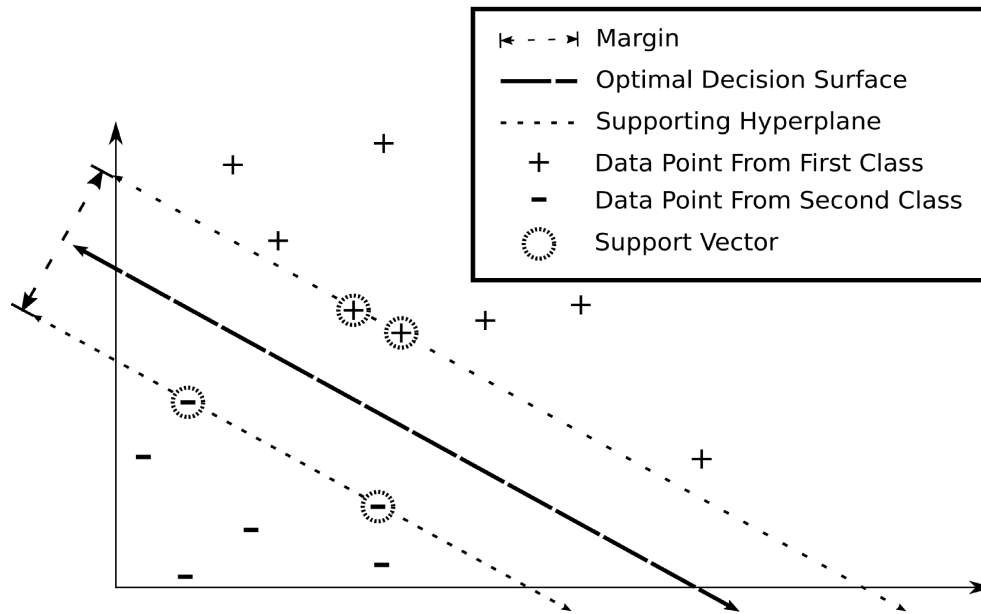 Margin
Optimal Decision Surface
Supporting Hyperplane
Data Point From First Class
Data Point From Second Class
Support Vector